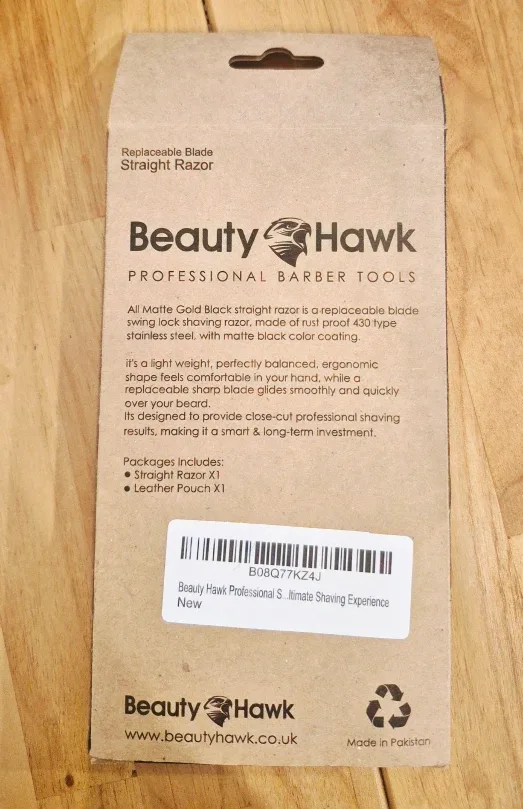 Replaceable Blade
Straight Razor
Beauty Hawk
PROFESSIONAL BARBER TOOLS
All Matte Gold Black straight razor is a replaceable blade
swing lock shaving razor, made of rust proof 430 type
stainless steel, with matte black color coating.
it's a light weight, perfectly balanced, ergonomic
shape feels comfortable in your hand, while a
replaceable sharp blade glides smoothly and quickly
over your beard.
Its designed to provide close-cut professional shaving
results, making it a smart & long-term investment.
Packages includes:
● Straight Razor X1
● Leather Pouch X1
B08Q77KZ4J
Beauty Hawk Professional S...ltimate Shaving Experience
New
Beauty Hawk
www.beautyhawk.co.uk
Made in Pakistan